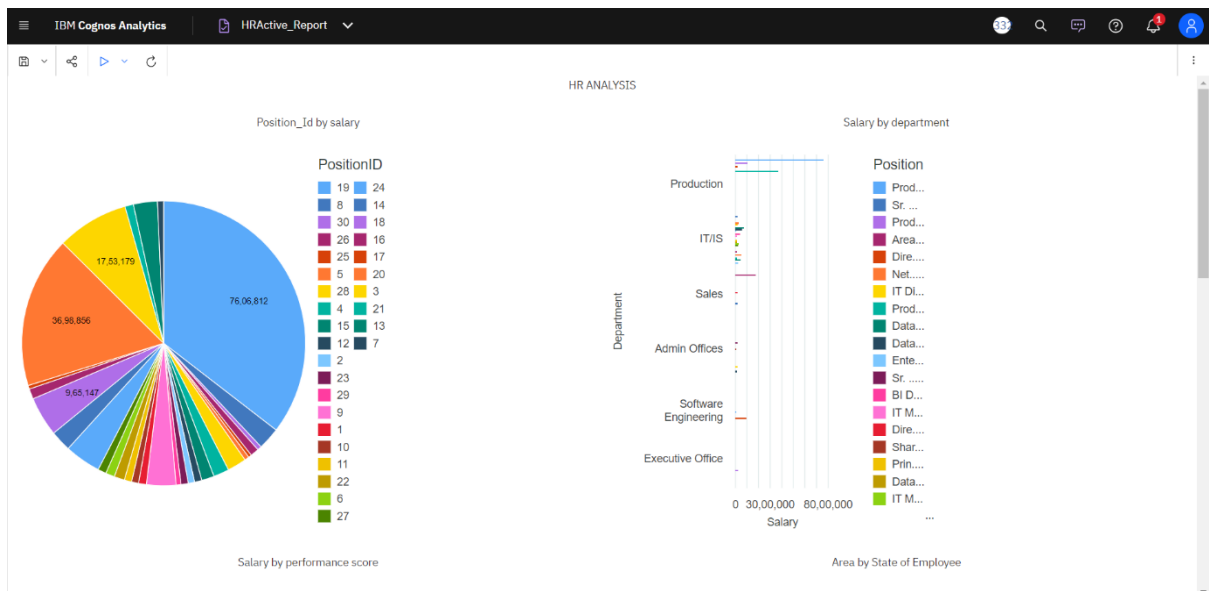 IBM Cognos Analytics
HRActive_Report
332
1
HR ANALYSIS
Position_Id by salary
PositionID
19 24
8 14
30 18
26 16
25 17
5 20
28 3
4 21
15 13
12 7
2
23
29
9
1
10
11
22
6
27
17,53,179
76,06,812
36,98,856
9,65,147
Salary by department
Department
Production
IT/IS
Sales
Admin Offices
Software
Engineering
Executive Office
0 30,00,000 80,00,000
Salary
Position
Prod...
Sr. ...
Prod...
Area...
Dire...
Net....
IT Di...
Prod...
Data...
Data...
Ente...
Sr. ....
BI D...
IT M...
Dire....
Shar...
Prin....
Data...
IT M...
...
Salary by performance score
Area by State of Employee